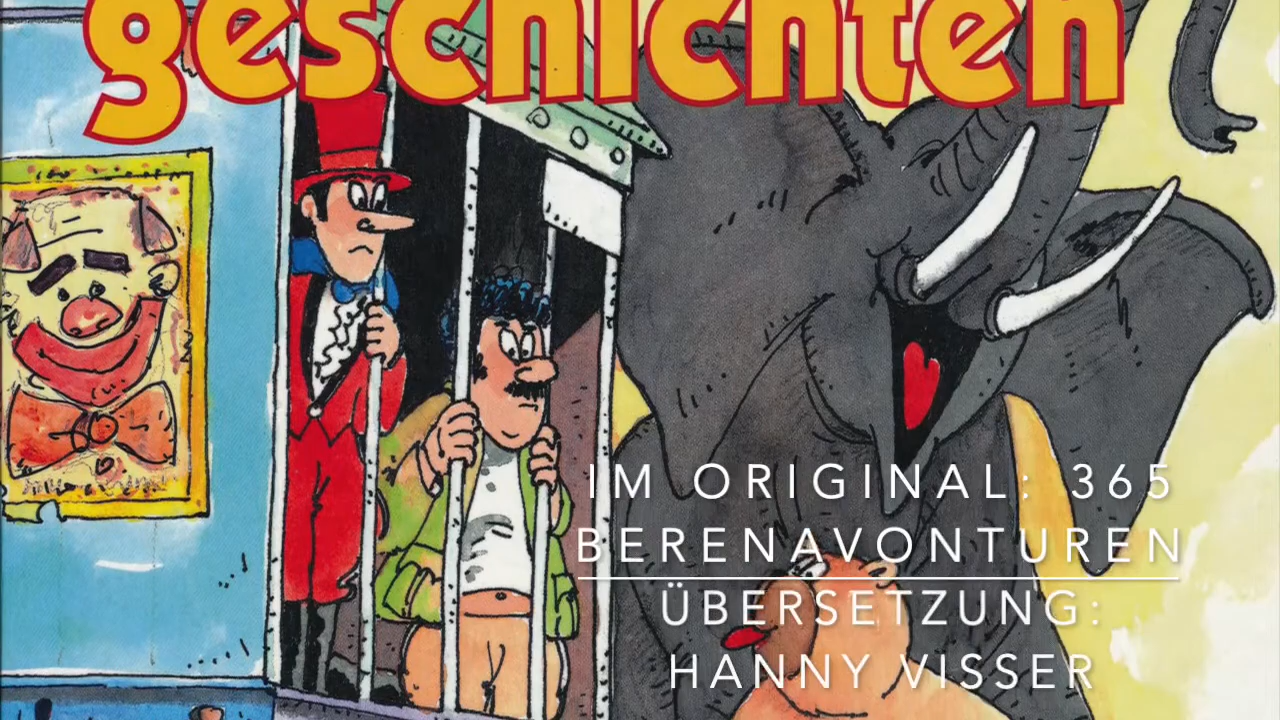 geschichten
IM ORIGINAL: 365
BERENAVONTUREN
ÜBERSETZUNG:
HANNY VISSER